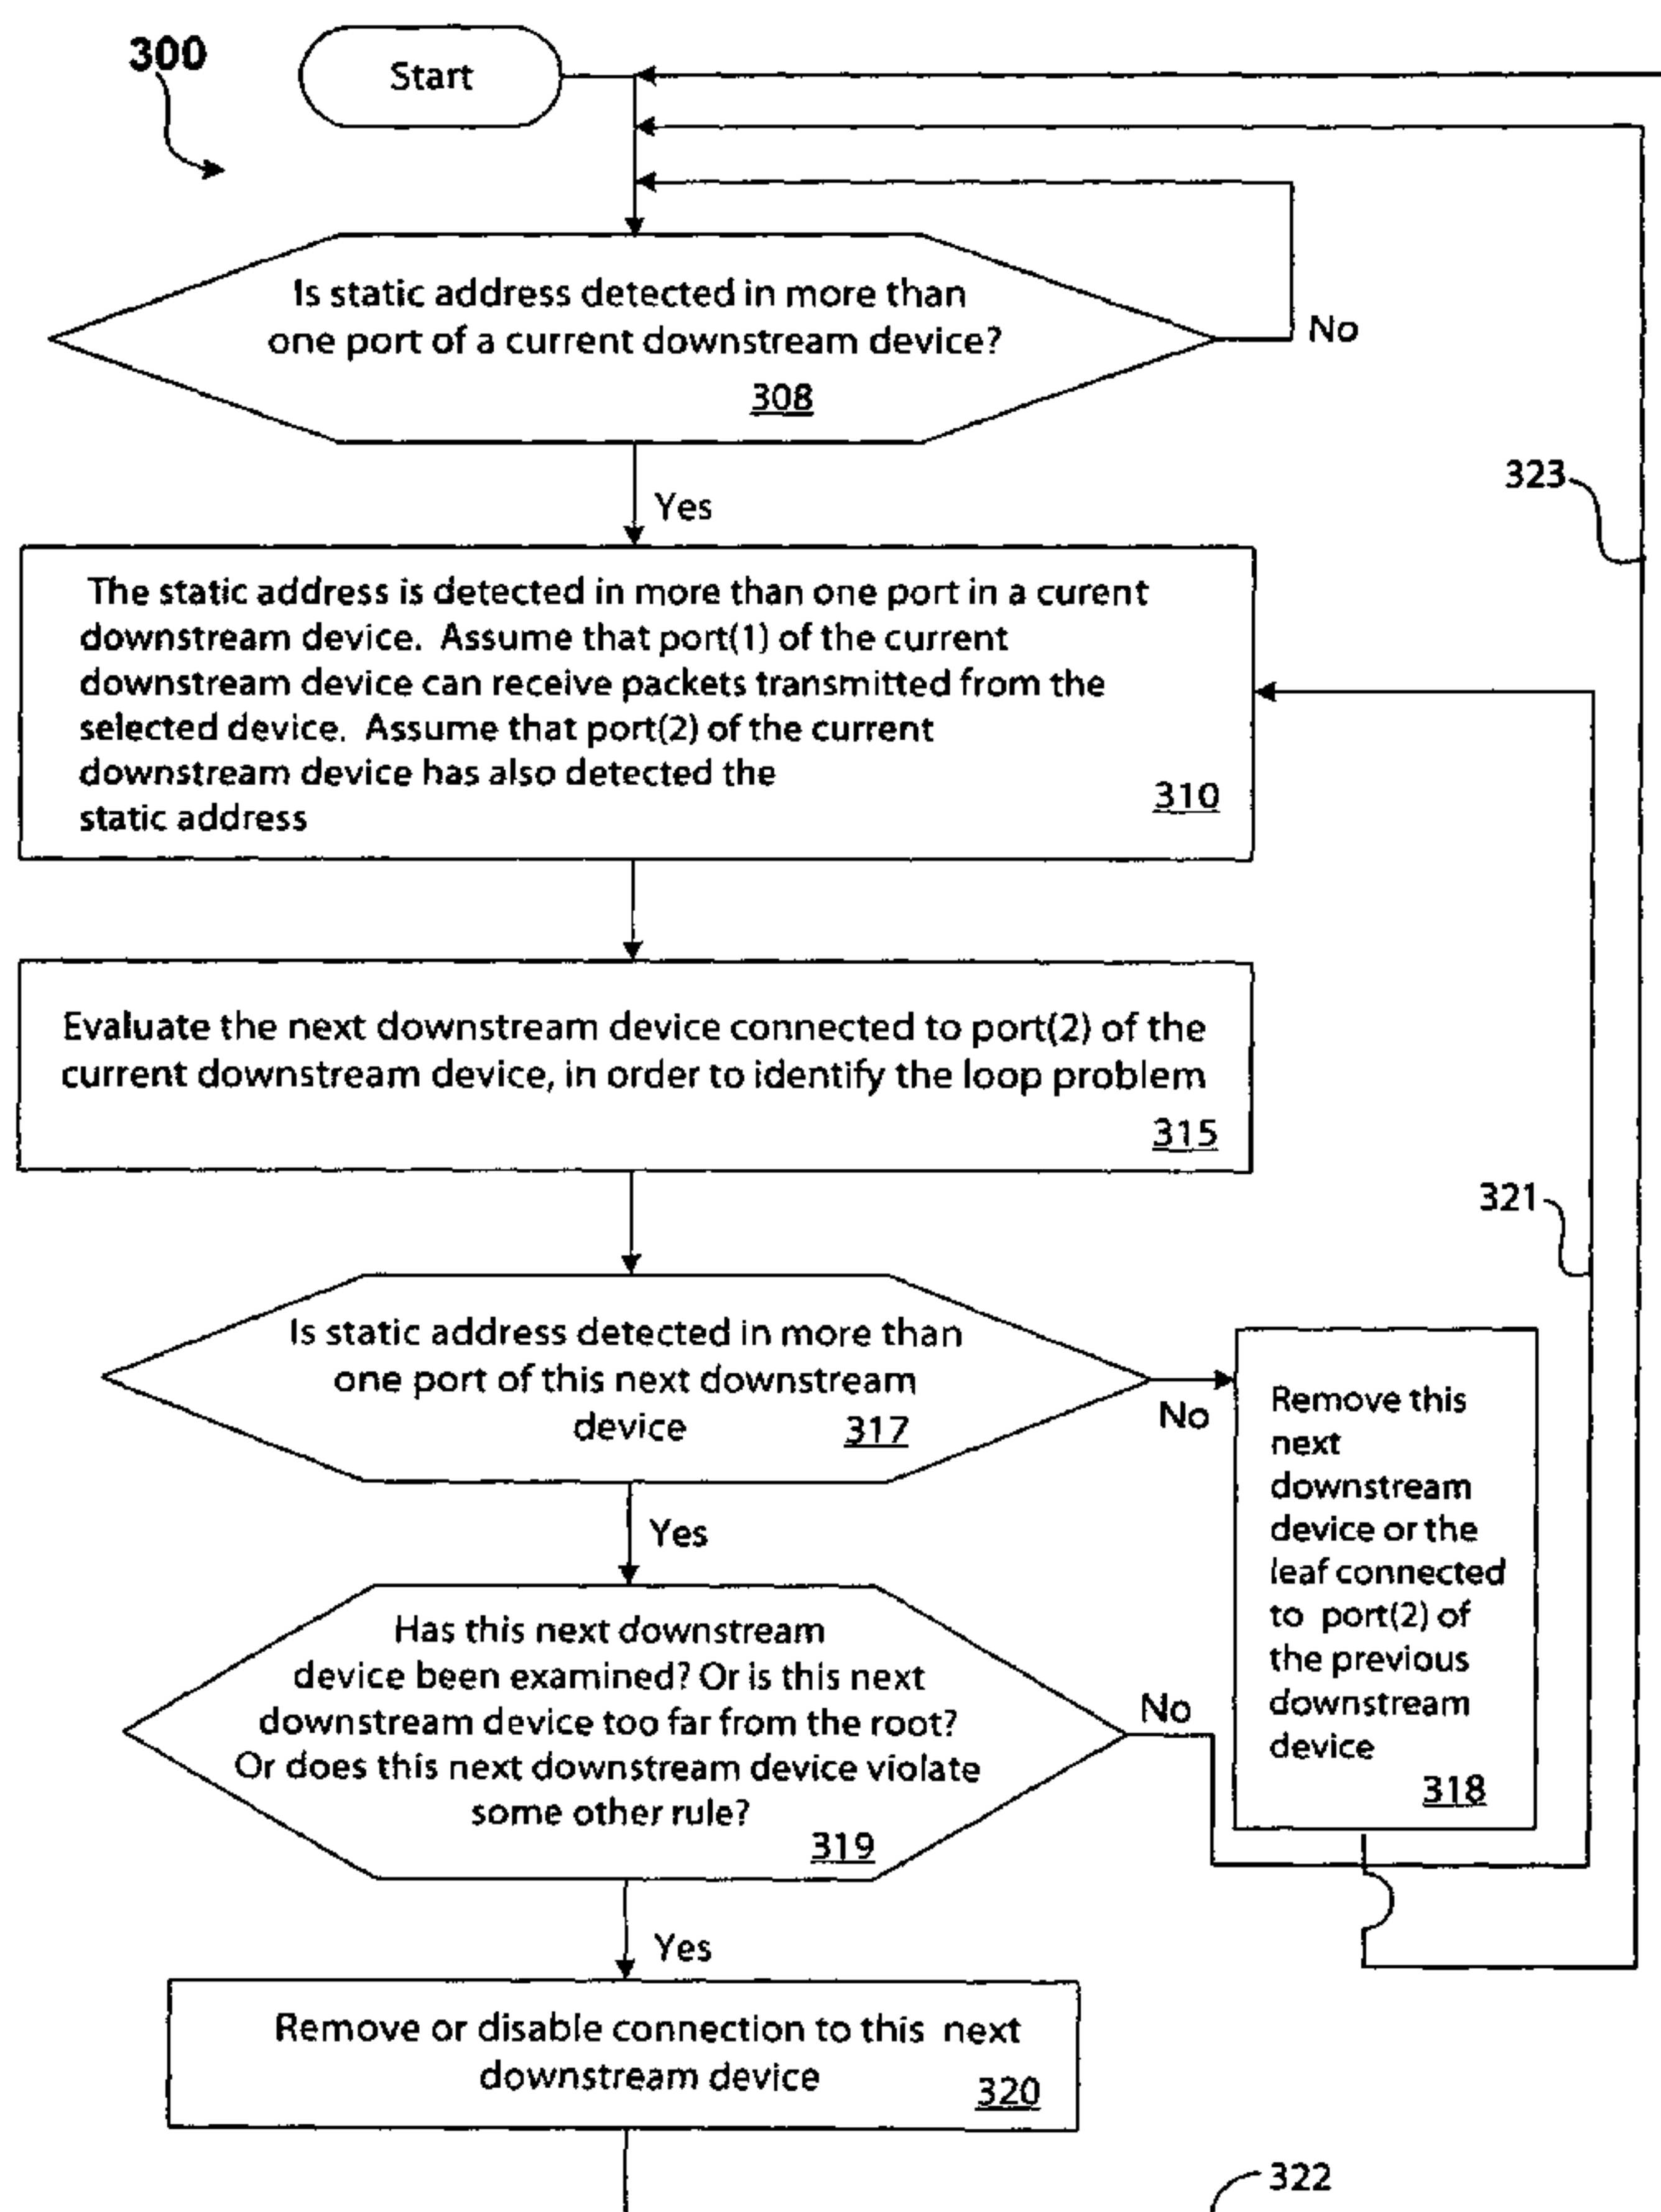 300
Start
Is static address detected in more than
one port of a current downstream device?
308
No
Yes
323
The static address is detected in more than one port in a curent
downstream device. Assume that port(1) of the current
downstream device can receive packets transmitted from the
selected device. Assume that port(2) of the current
downstream device has also detected the
static address
310
Evaluate the next downstream device connected to port(2) of the
current downstream device, in order to identify the loop problem
315
321
Is static address detected in more than
one port of this next downstream
device
317
No
Yes
Remove this
next
downstream
device or the
leaf connected
to port(2) of
the previous
downstream
device
318
Has this next downstream
device been examined? Or is this next
downstream device too far from the root?
Or does this next downstream device violate
some other rule?
319
No
Yes
Remove or disable connection to this next
downstream device
320
322